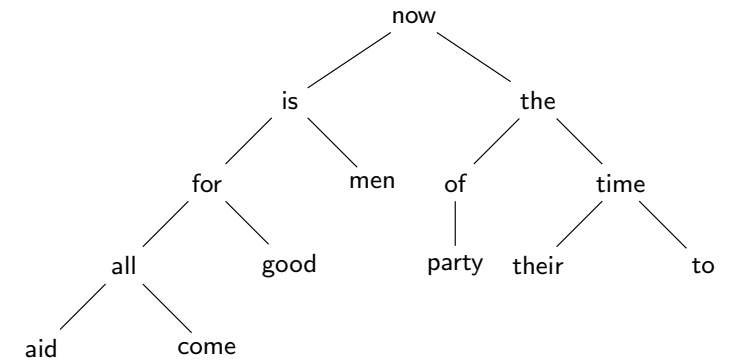 now
is the
for men of time
all good party their to
aid come